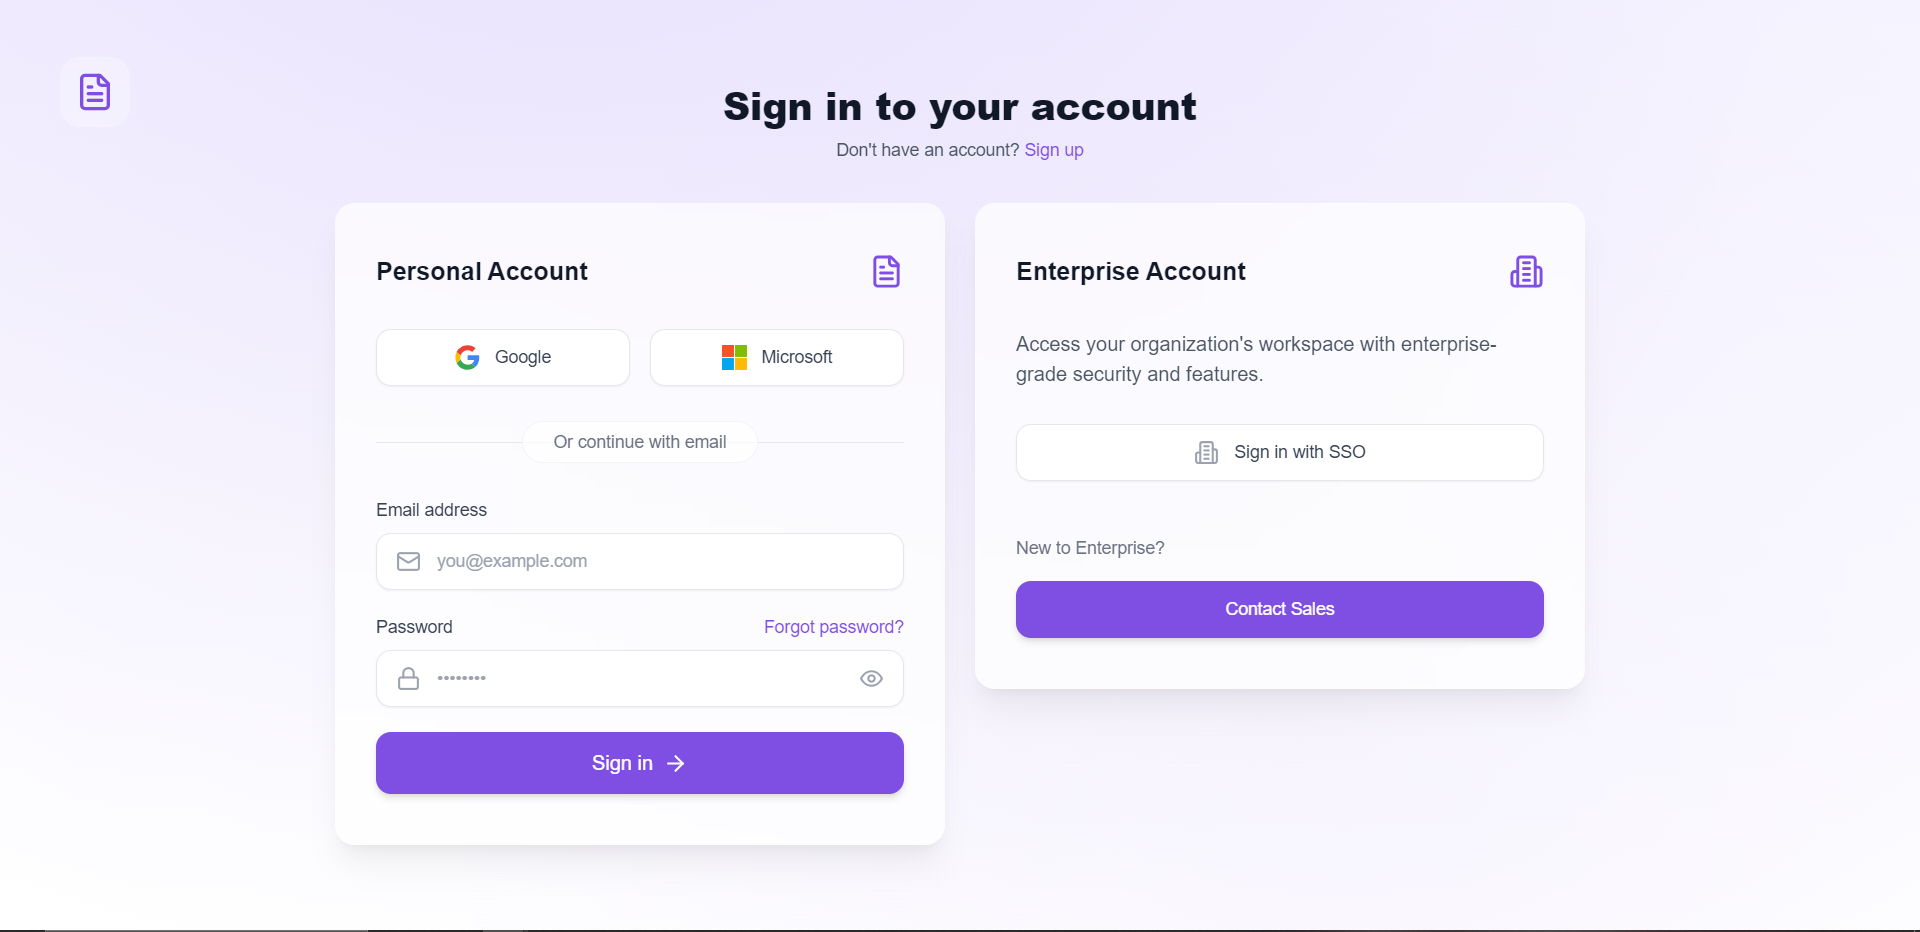 Sign in to your account
Don't have an account? Sign up
Personal Account
Google
Microsoft
Or continue with email
Email address
you@example.com
Password
Forgot password?
••••••••
Sign in
Enterprise Account
Access your organization's workspace with enterprise-
grade security and features.
Sign in with SSO
New to Enterprise?
Contact Sales